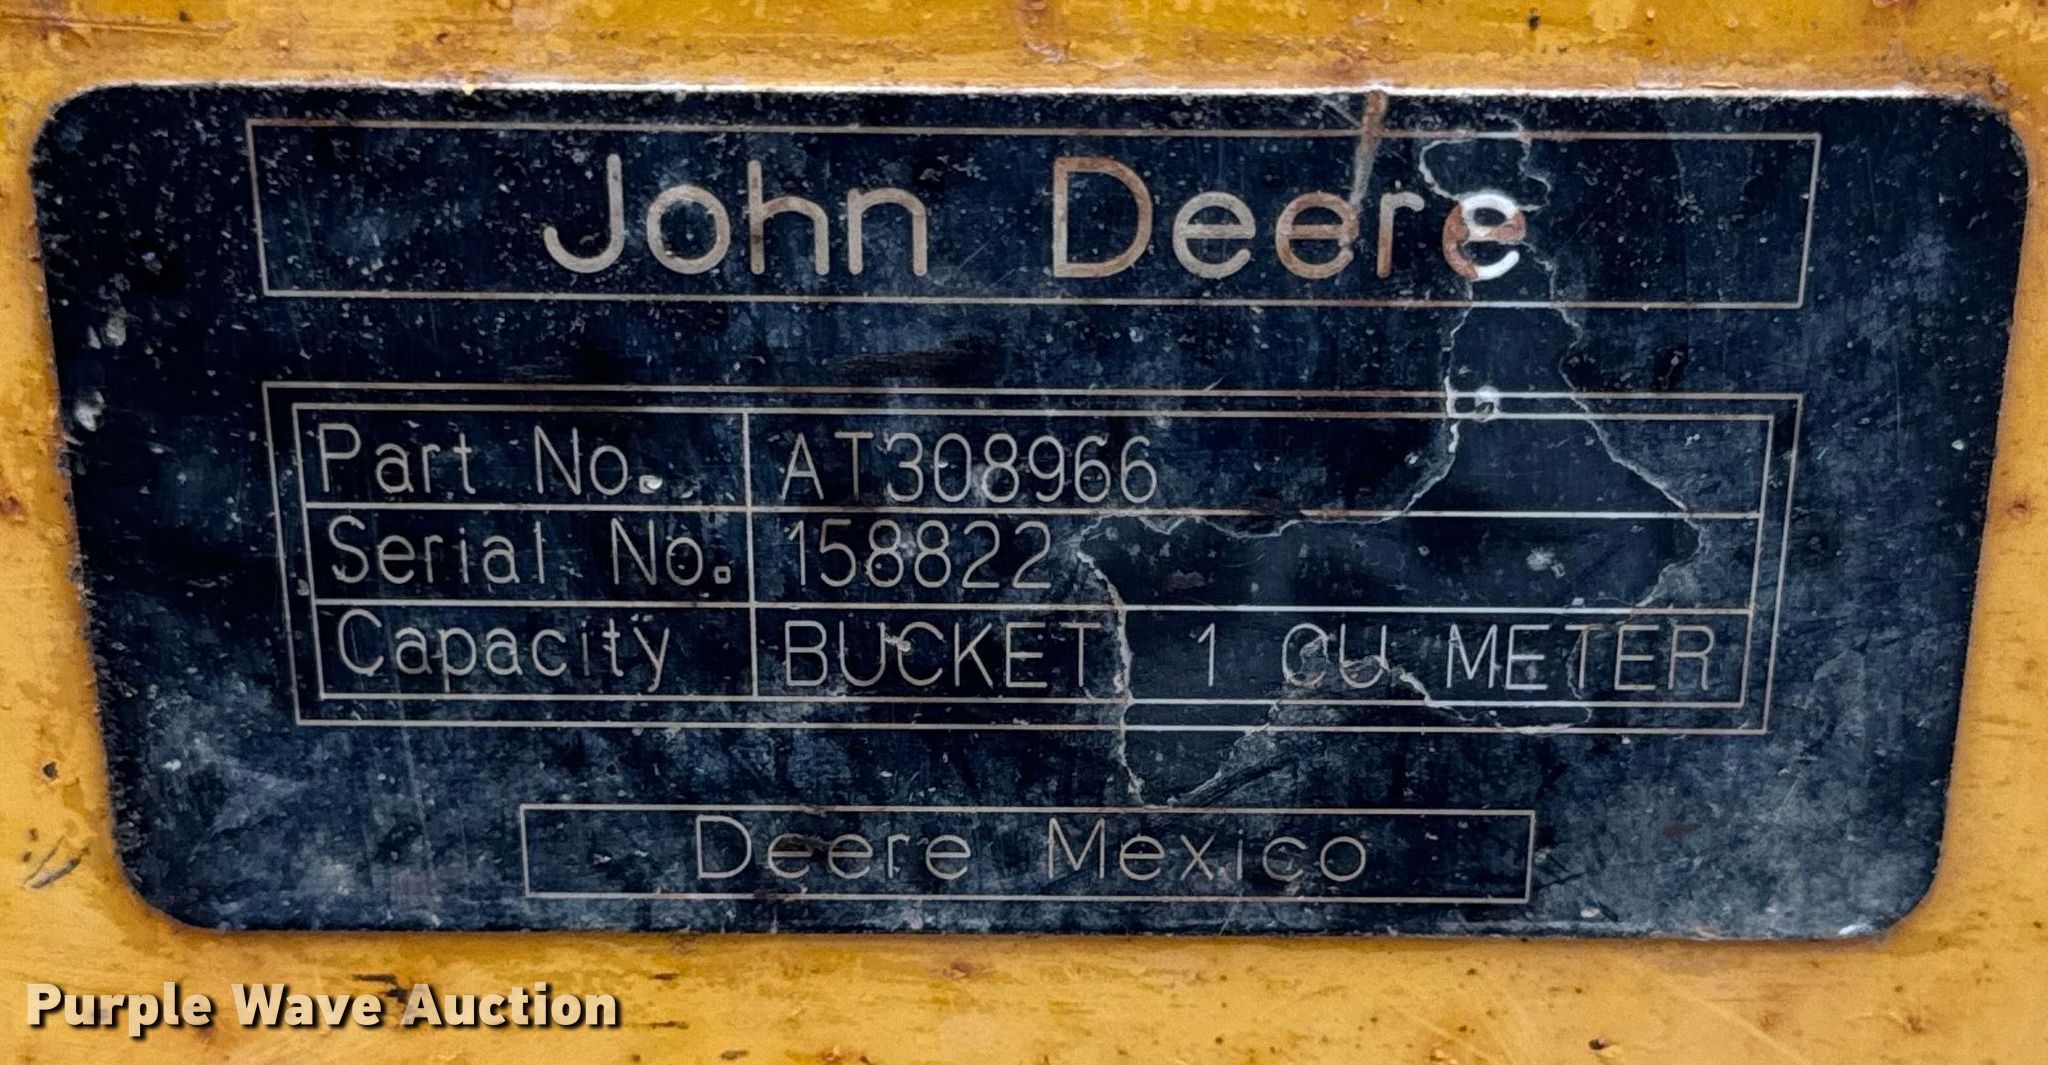 John Deere
Part No. AT308966
Serial No. 158822
Capacity BUCKET 1 CU METER
Deere Mexico
Purple Wave Auction